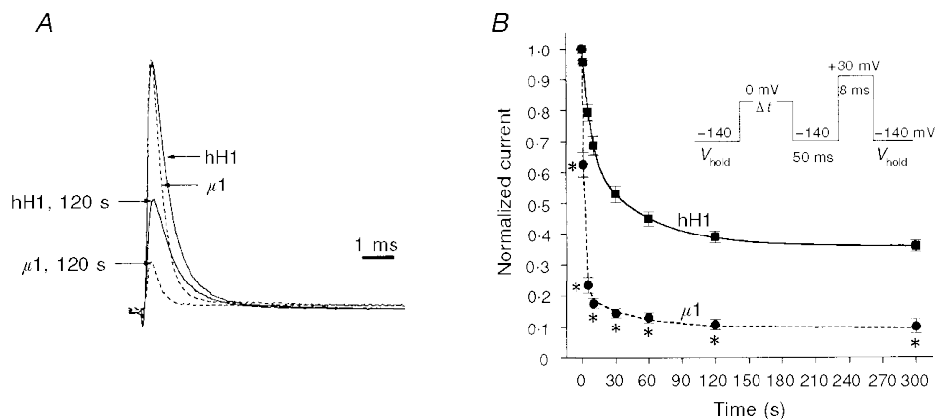 A
hH1
μ1
hH1, 120 s
μ1, 120 s
1 ms
B
Normalized current
1·0
0·9
0·8
0·7
0·6
0·5
0·4
0·3
0·2
0·1
0
*
*
* * * * *
hH1
μ1
+30 mV
0 mV 8 ms
Δt
−140 −140 −140 mV
Vhold 50 ms Vhold
0 30 60 90 120 150 180 210 240 270 300
Time (s)